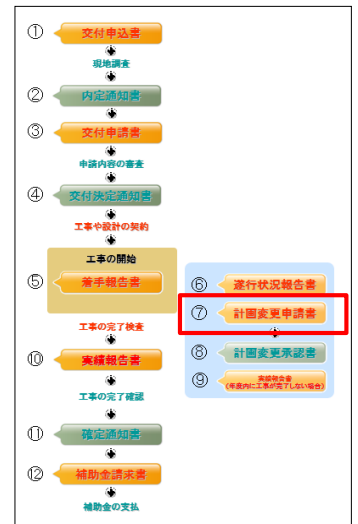 ① 交付申込書
現地調査
② 内定通知書
③ 交付申請書
申請内容の審査
④ 交付決定通知書
工事や設計の契約
工事の開始
⑤ 着手報告書
工事の完了検査
⑩ 実績報告書
工事の完了確認
⑪ 確定通知書
⑫ 補助金請求書
補助金の支払
⑥ 遂行状況報告書
⑦ 計画変更申請書
⑧ 計画変更承認書
⑨ 実績報告書
(年度内に工事が完了しない場合)